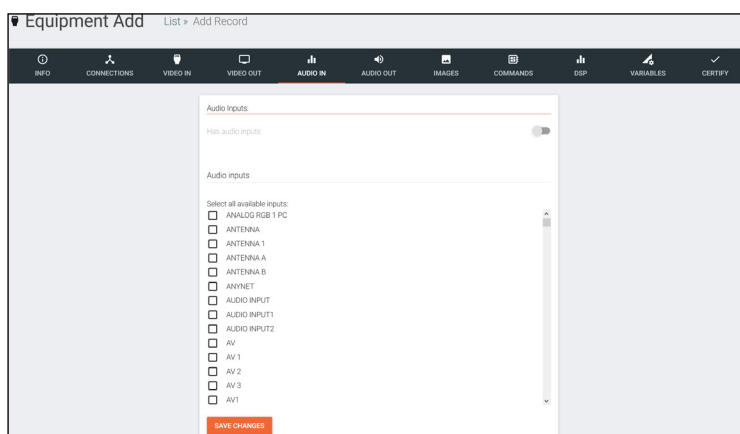 Equipment Add List » Add Record
INFO CONNECTIONS VIDEO IN VIDEO OUT AUDIO IN AUDIO OUT IMAGES COMMANDS DSP VARIABLES CERTIFY
Audio Inputs:
Has audio inputs
Audio inputs
Select all available inputs:
ANALOG RGB 1 PC
ANTENNA
ANTENNA 1
ANTENNA A
ANTENNA B
ANYNET
AUDIO INPUT
AUDIO INPUT1
AUDIO INPUT2
AV
AV 1
AV 2
AV 3
AV1
SAVE CHANGES